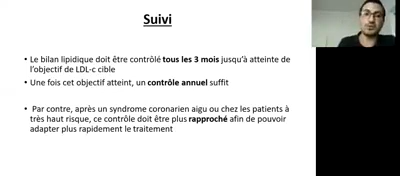 Suivi
• Le bilan lipidique doit être contrôlé tous les 3 mois jusqu'à atteinte de
l'objectif de LDL-c cible
• Une fois cet objectif atteint, un contrôle annuel suffit
• Par contre, après un syndrome coronarien aigu ou chez les patients à
très haut risque, ce contrôle doit être plus rapproché afin de pouvoir
adapter plus rapidement le traitement